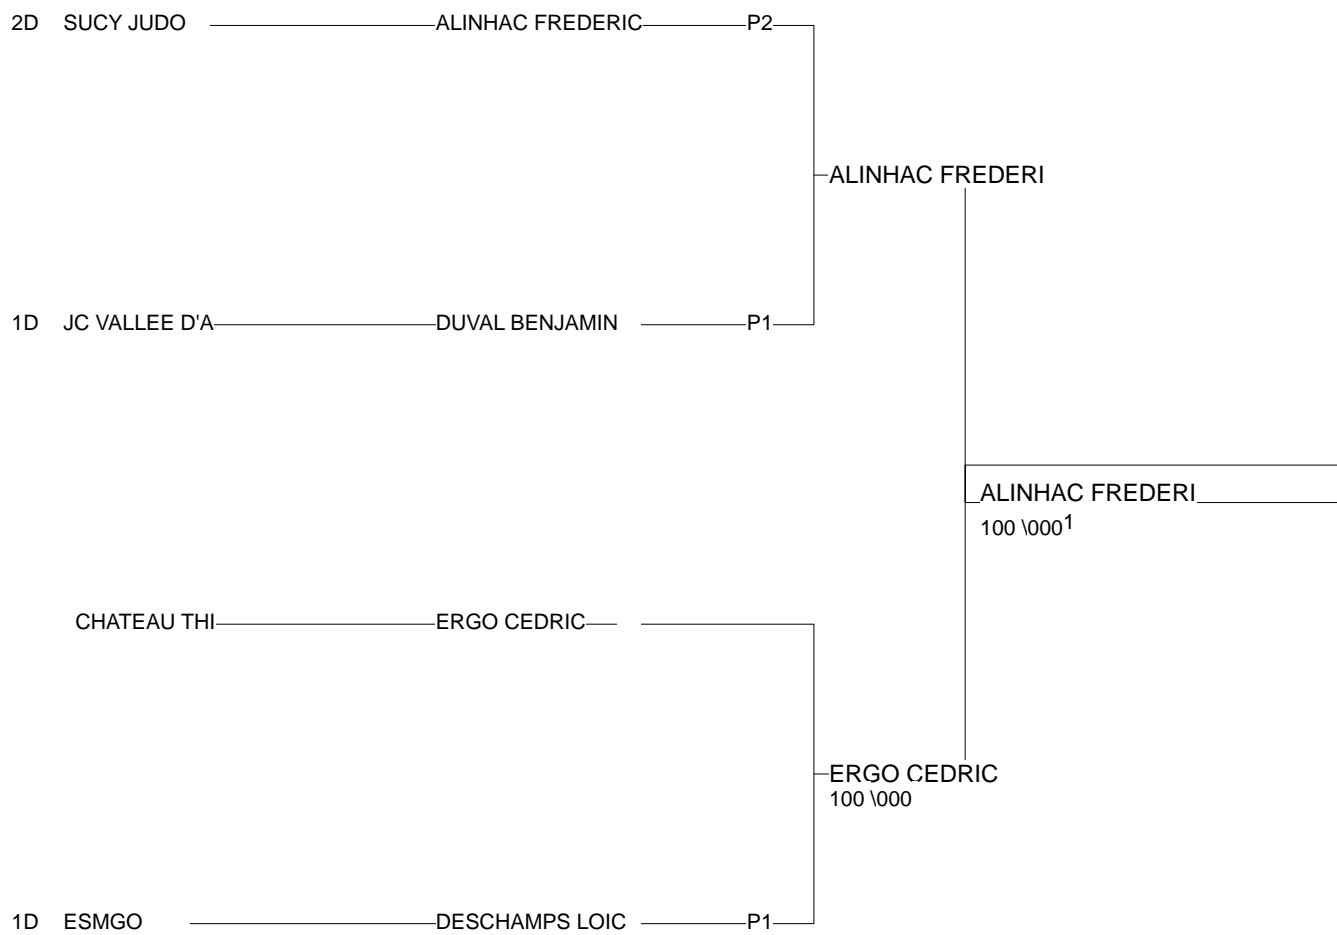 2D SUCY JUDO ALINHAC FREDERIC P2
ALINHAC FREDERI
1D JC VALLEE D'A DUVAL BENJAMIN P1
ALINHAC FREDERI
100 \000 1
CHATEAU THI ERGO CEDRIC
ERGO CEDRIC
100 \000
1D ESMGO DESCHAMPS LOIC P1